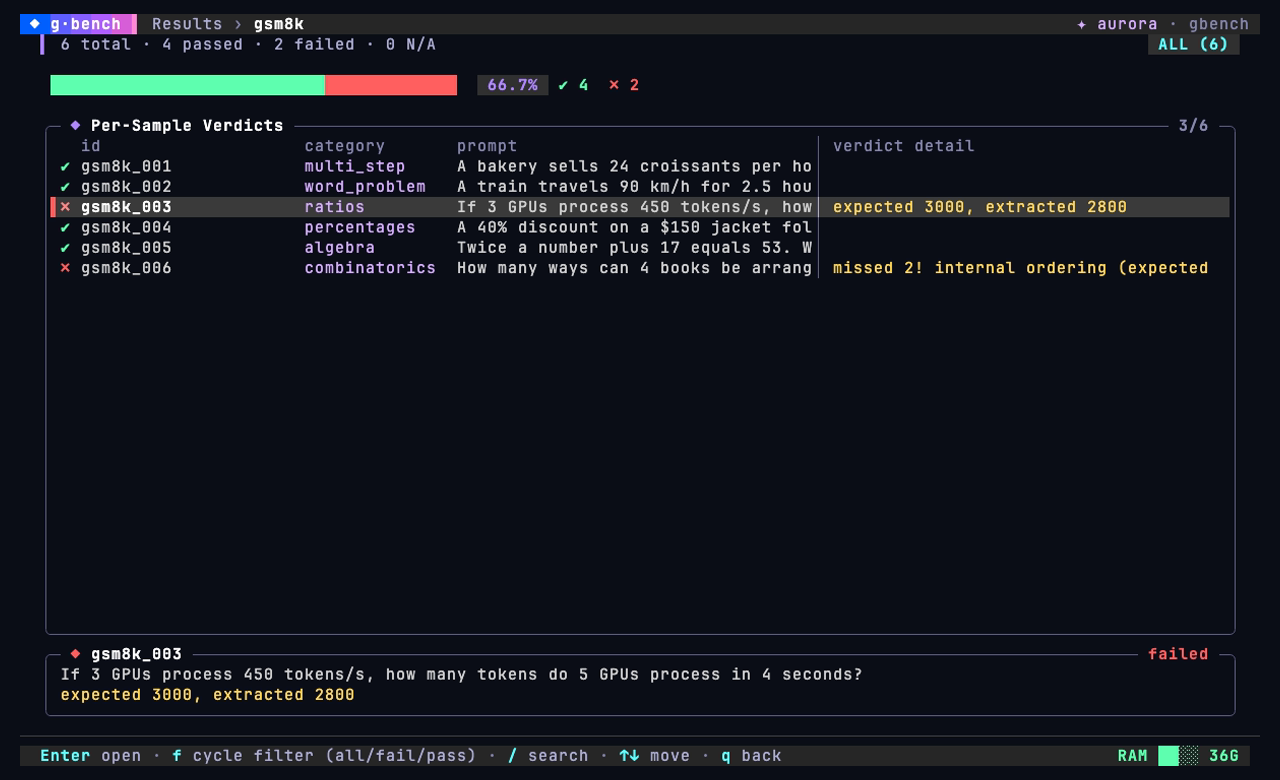 ◆ g·bench Results › gsm8k ✦ aurora · gbench
6 total · 4 passed · 2 failed · 0 N/A ALL (6)
66.7% ✔ 4 ✕ 2
◆ Per-Sample Verdicts 3/6
id category prompt verdict detail
✔ gsm8k_001 multi_step A bakery sells 24 croissants per ho
✔ gsm8k_002 word_problem A train travels 90 km/h for 2.5 hou
✕ gsm8k_003 ratios If 3 GPUs process 450 tokens/s, how expected 3000, extracted 2800
✔ gsm8k_004 percentages A 40% discount on a $150 jacket fol
✔ gsm8k_005 algebra Twice a number plus 17 equals 53. W
✕ gsm8k_006 combinatorics How many ways can 4 books be arrang missed 2! internal ordering (expected
◆ gsm8k_003 failed
If 3 GPUs process 450 tokens/s, how many tokens do 5 GPUs process in 4 seconds?
expected 3000, extracted 2800
Enter open · f cycle filter (all/fail/pass) · / search · ↑↓ move · q back RAM 36G